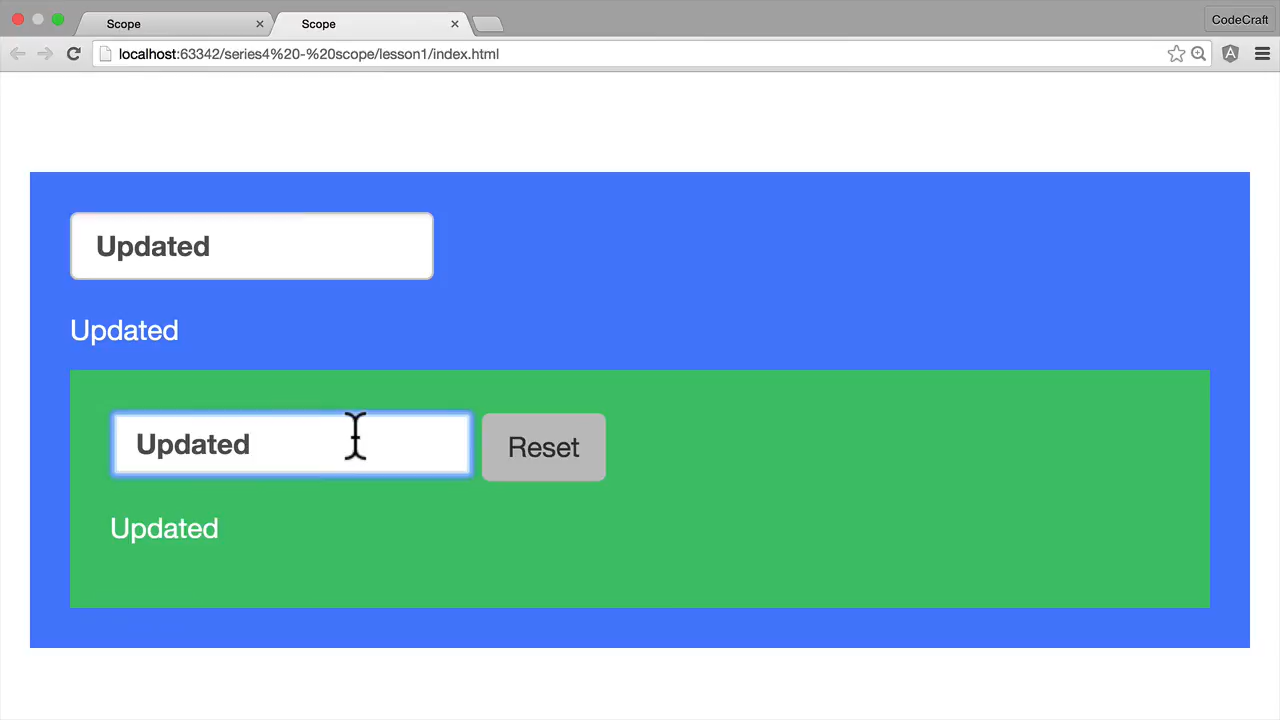 Scope
Scope
CodeCraft
localhost:63342/series4%20-%20scope/lesson1/index.html
Updated
Updated
Updated
Reset
Updated